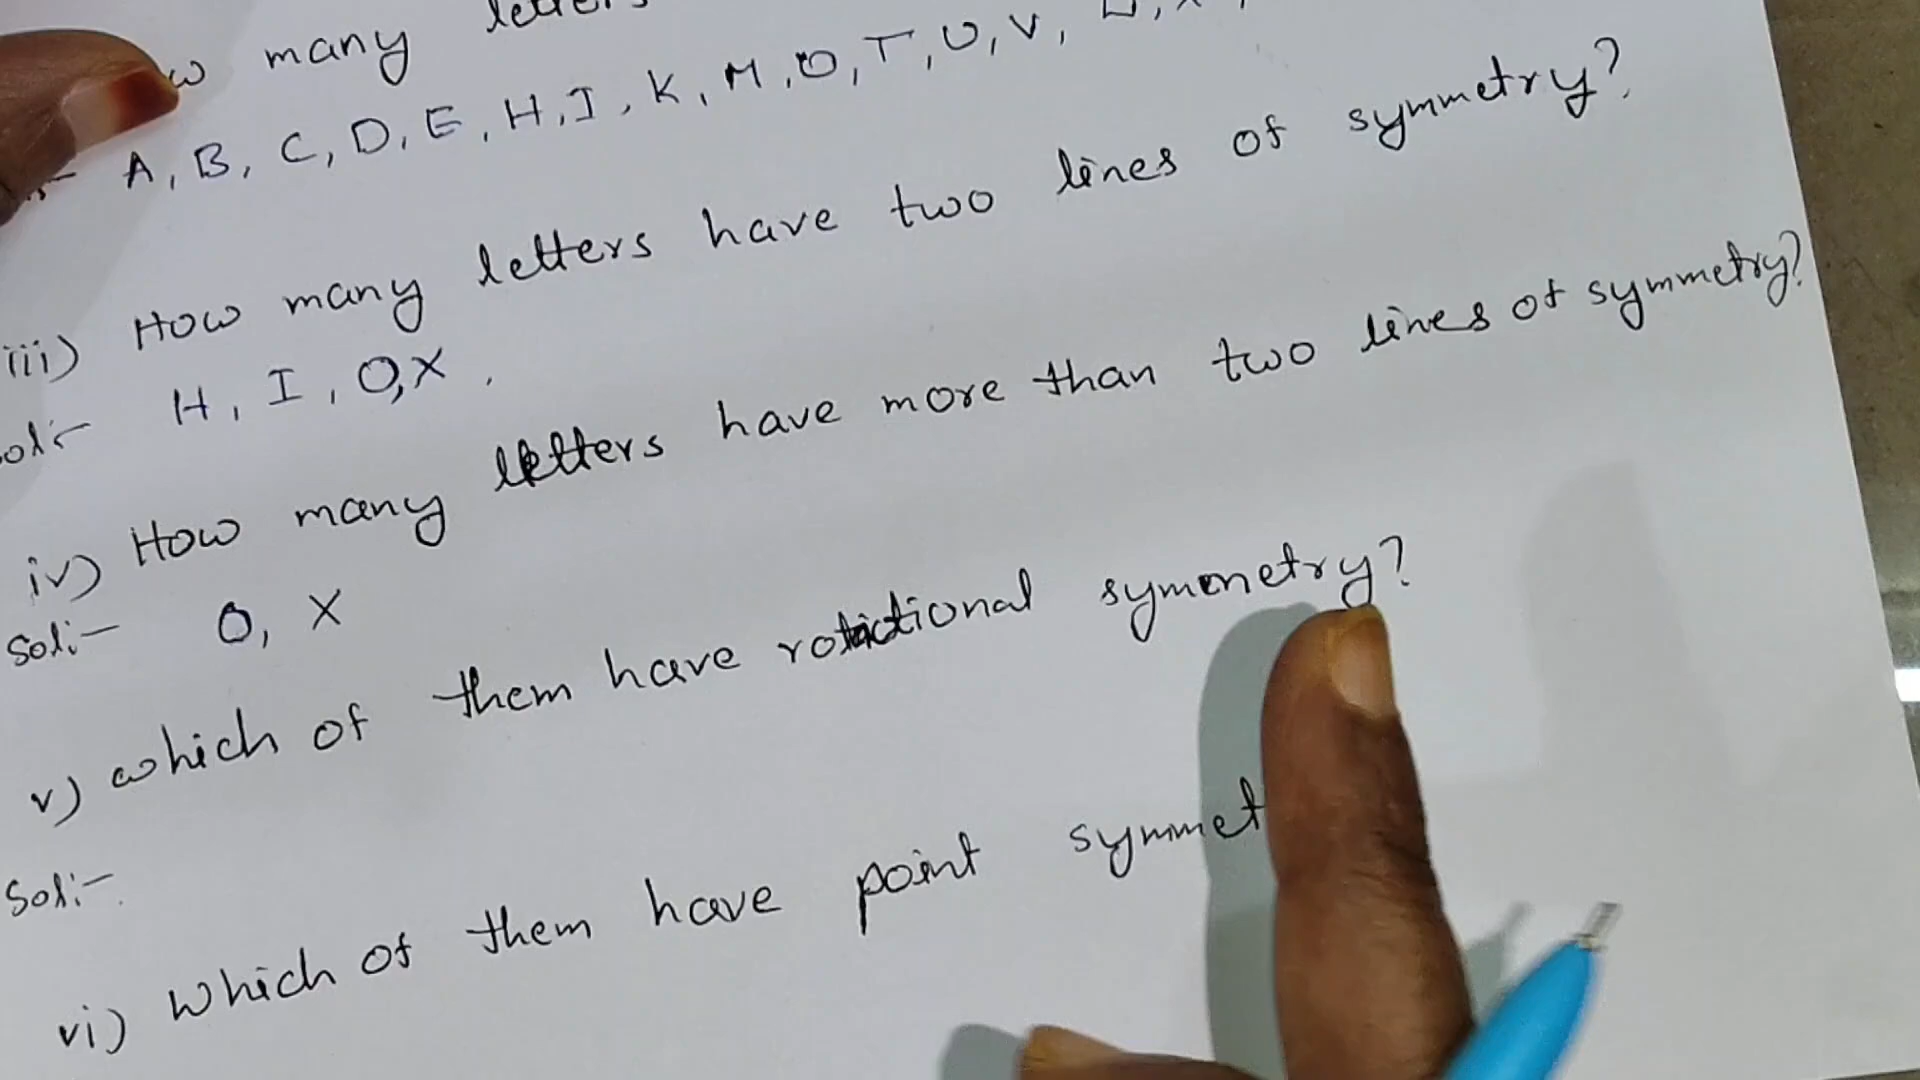 many letters
A, B, C, D, E, H, I, K, M, O, T, U, V,
iii) How many letters have two lines of symmetry?
H, I, O, X.
iv) How many letters have more than two lines of symmetry?
Sol:- O, X
v) which of them have rotational symmetry?
Sol:-
vi) Which of them have point symmet